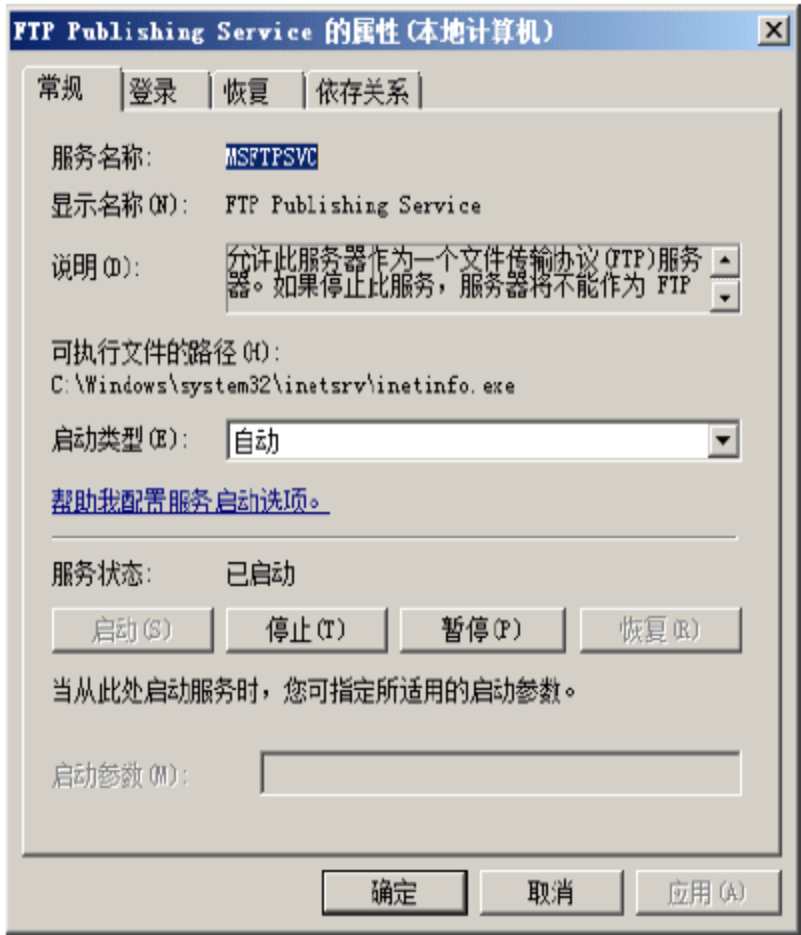 FTP Publishing Service 的属性(本地计算机)
常规 登录 恢复 依存关系
服务名称: MSFTPSVC
显示名称(N): FTP Publishing Service
说明(D): 允许此服务器作为一个文件传输协议(FTP)服务
器。如果停止此服务，服务器将不能作为 FTP
可执行文件的路径(H):
C:\Windows\system32\inetsrv\inetinfo.exe
启动类型(E): 自动
帮助我配置服务启动选项。
服务状态: 已启动
启动(S) 停止(T) 暂停(P) 恢复(R)
当从此处启动服务时，您可指定所适用的启动参数。
启动参数(M):
确定 取消 应用(A)